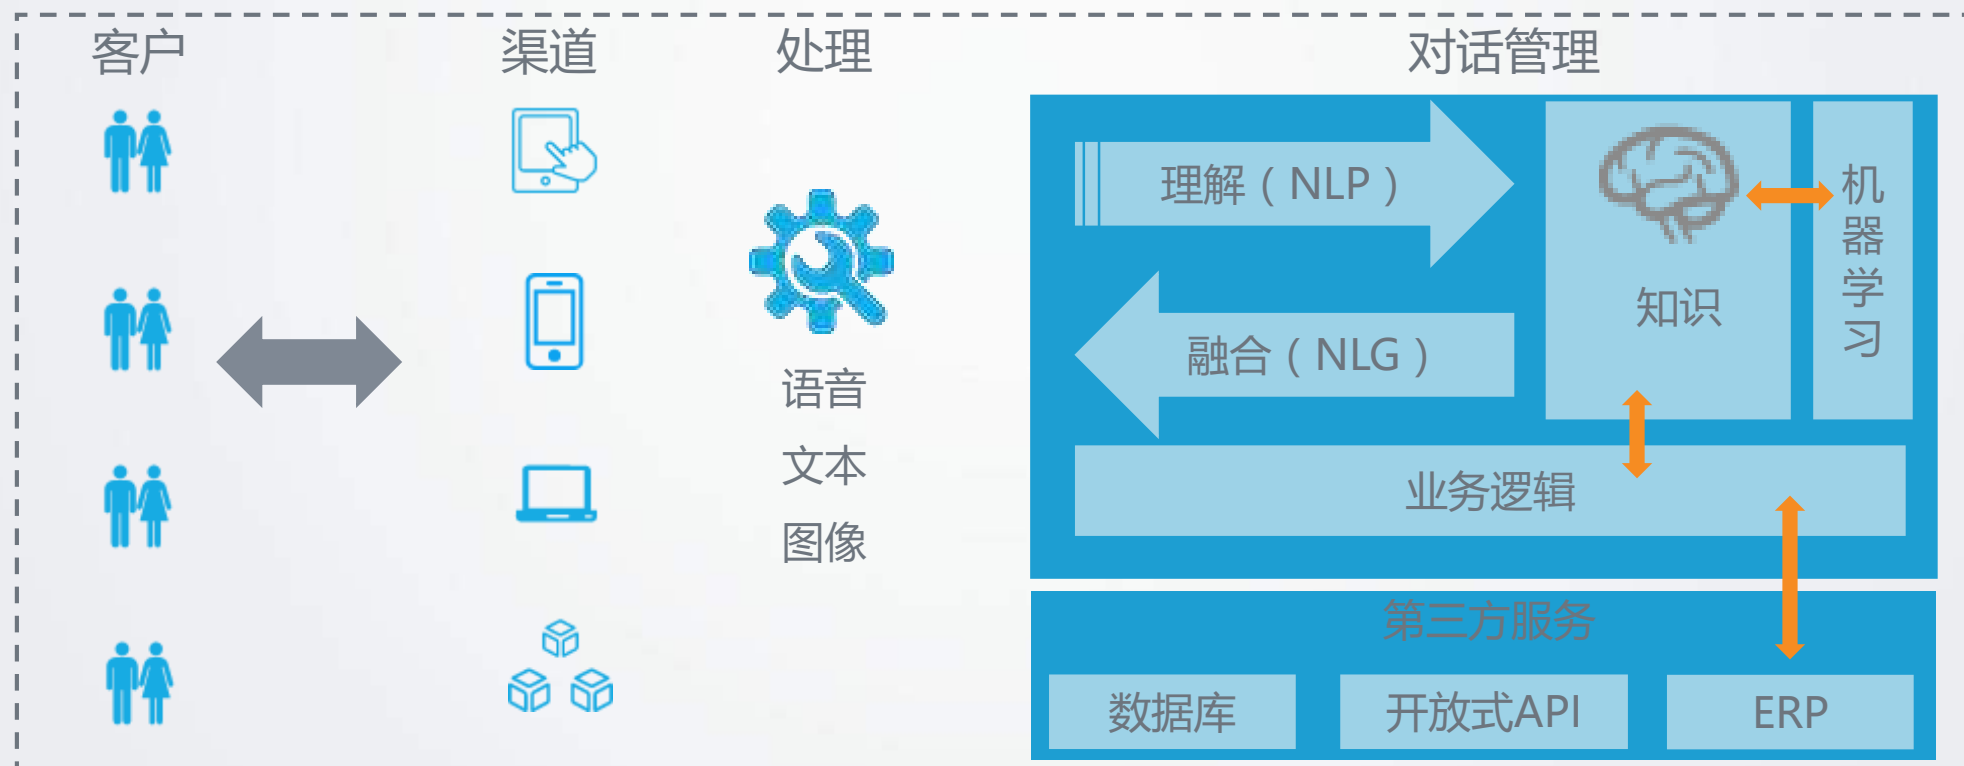 客户
渠道
处理
对话管理
语音
文本
图像
理解（NLP）
融合（NLG）
知识
机器学习
业务逻辑
第三方服务
数据库
开放式API
ERP